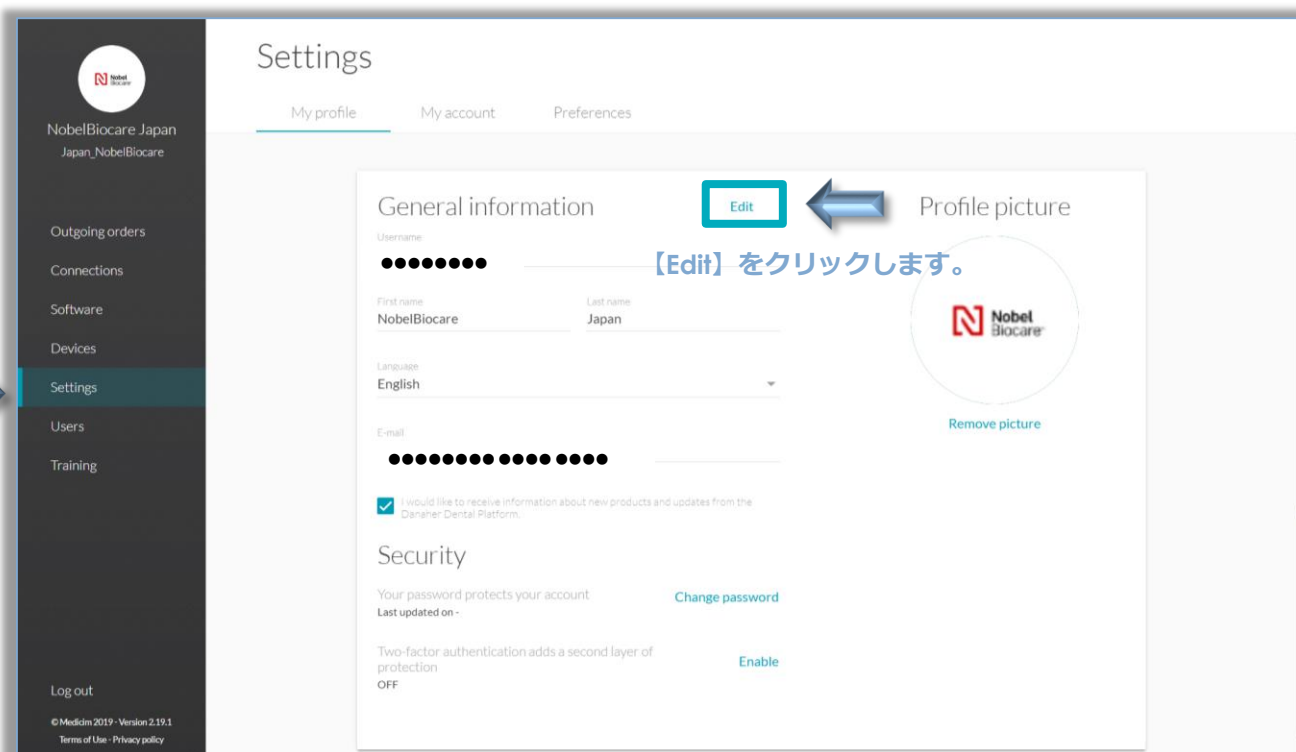 Nobel
Biocare
NobelBiocare Japan
Japan_NobelBiocare
Outgoing orders
Connections
Software
Devices
Settings
Users
Training
Log out
© Medicim 2019 - Version 2.19.1
Terms of Use - Privacy policy
Settings
My profile My account Preferences
General information Edit
【Edit】をクリックします。
Username
●●●●●●●●
First name Last name
NobelBiocare Japan
Language
English
E-mail
●●●●●●●● ●●●● ●●●●
I would like to receive information about new products and updates from the
Danaher Dental Platform.
Security
Your password protects your account Change password
Last updated on -
Two-factor authentication adds a second layer of
protection Enable
OFF
Profile picture
Nobel
Biocare
Remove picture